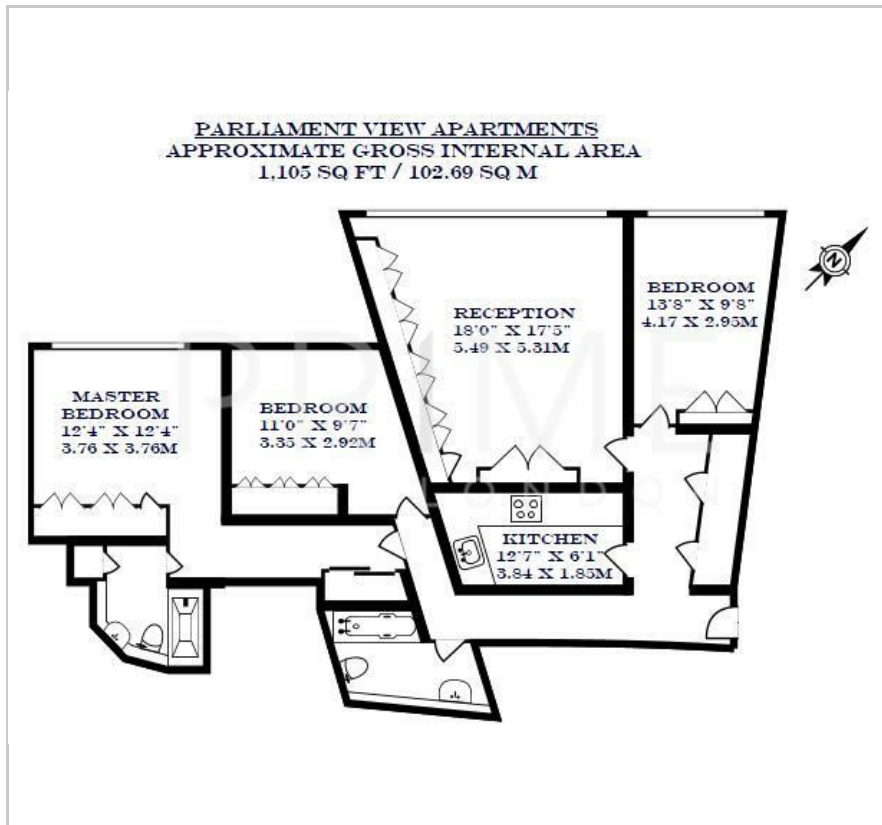 PARLIAMENT VIEW APARTMENTS
APPROXIMATE GROSS INTERNAL AREA
1,105 SQ FT / 102.69 SQ M
BEDROOM
13'8" X 9'8"
4.17 X 2.95M
RECEPTION
18'0" X 17'5"
5.49 X 5.31M
MASTER
BEDROOM
12'4" X 12'4"
3.76 X 3.76M
BEDROOM
11'0" X 9'7"
3.35 X 2.92M
KITCHEN
12'7" X 6'1"
3.84 X 1.85M
N
PRIME
LONDON